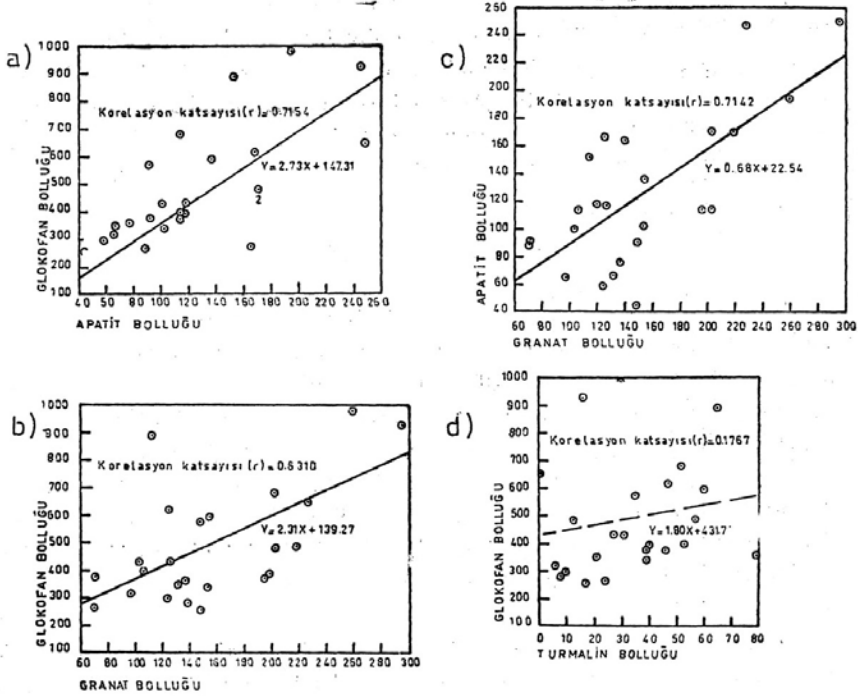 a)
GLOKOFAN BOLLUĞU
1000
900
800
700
600
500
400
300
200
100
Korelasyon katsayısı(r)=0.7154
Y=2.73X+147.31
2
40 60 80 100 120 140 160 180 200 220 240 260
APATİT BOLLUĞU
c)
APATİT BOLLUĞU
260
240
220
200
180
160
140
120
100
80
60
40
Korelasyon katsayısı(r)=0.7142
Y=0.68X+22.54
60 80 100 120 140 160 180 200 220 240 260 280 300
GRANAT BOLLUĞU
b)
GLOKOFAN BOLLUĞU
1000
900
800
700
600
500
400
300
200
100
Korelasyon katsayısı(r)=0.6310
Y=2.31X+139.27
60 80 100 120 140 160 180 200 220 240 260 280 300
GRANAT BOLLUĞU
d)
GLOKOFAN BOLLUĞU
1000
900
800
700
600
500
400
300
200
100
Korelasyon katsayısı(r)=0.1767
Y=1.80X+431.7
0 10 20 30 40 50 60 70 80
TURMALİN BOLLUĞU